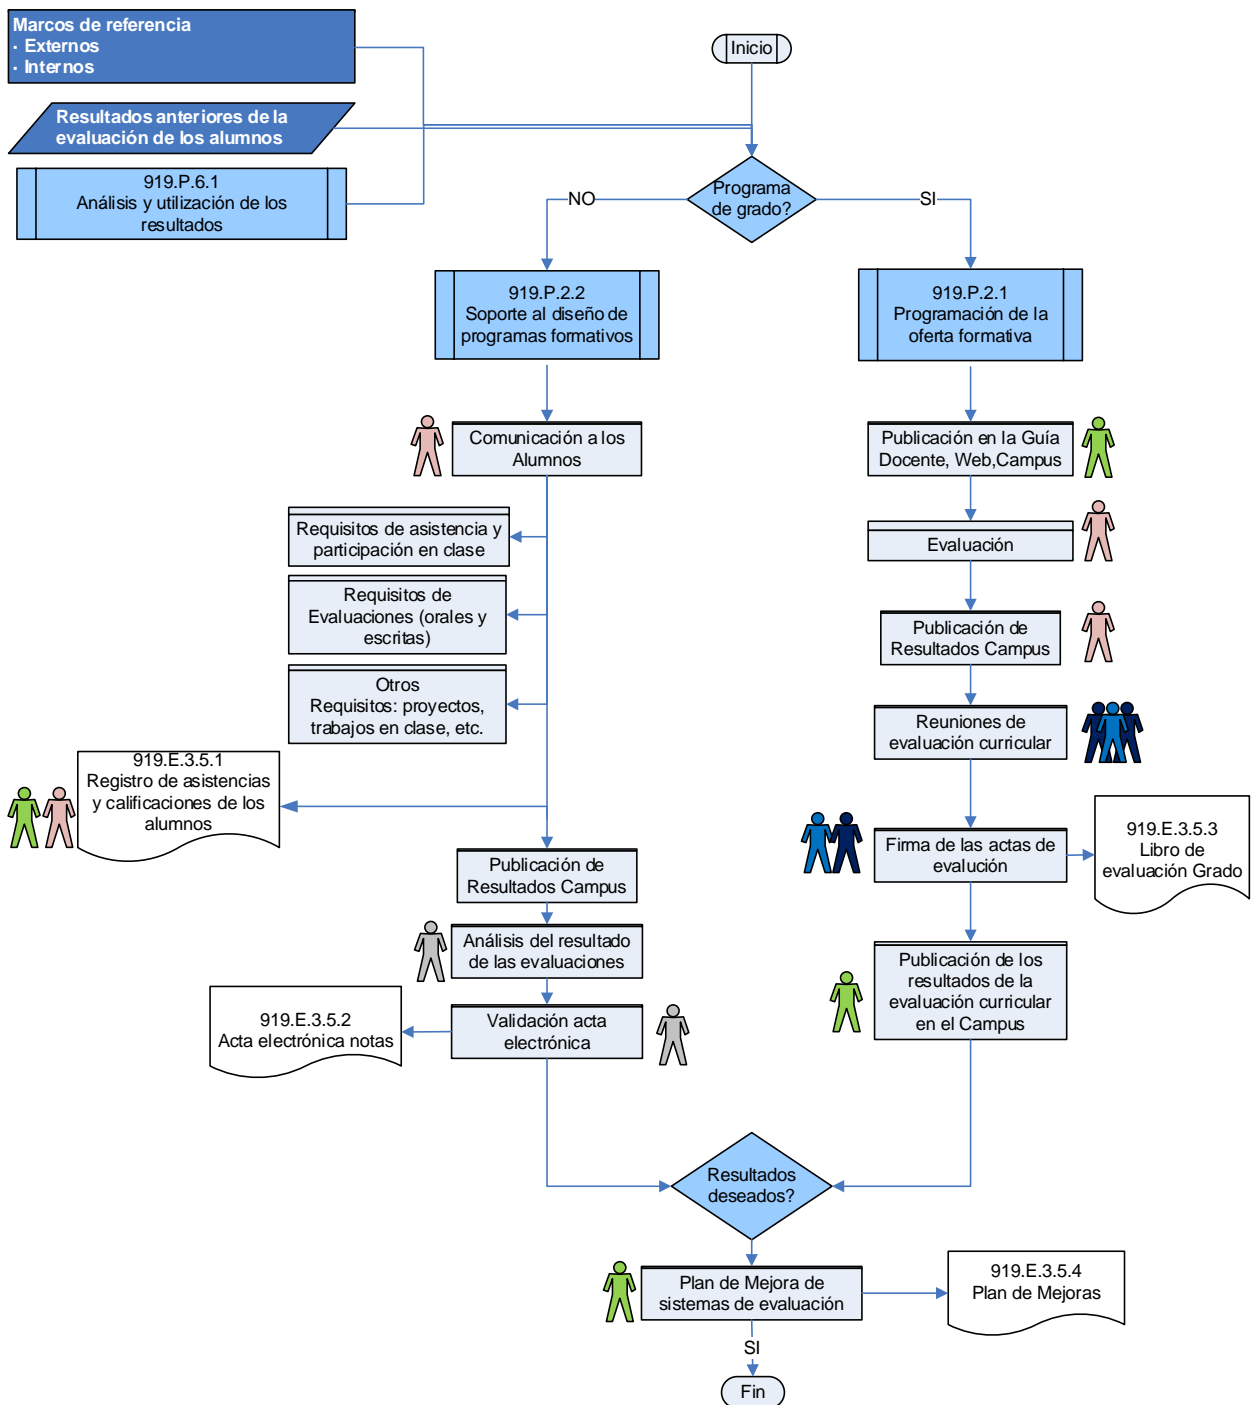 Marcos de referencia
- Externos
- Internos
Inicio
Resultados anteriores de la
evaluación de los alumnos
919.P.6.1
Análisis y utilización de los
resultados
Programa
de grado?
NO
SI
919.P.2.2
Soporte al diseño de
programas formativos
919.P.2.1
Programación de la
oferta formativa
Comunicación a los
Alumnos
Publicación en la Guía
Docente, Web,Campus
Requisitos de asistencia y
participación en clase
Evaluación
Requisitos de
Evaluaciones (orales y
escritas)
Publicación de
Resultados Campus
Otros
Requisitos: proyectos,
trabajos en clase, etc.
Reuniones de
evaluación curricular
919.E.3.5.1
Registro de asistencias
y calificaciones de los
alumnos
Firma de las actas de
evalución
919.E.3.5.3
Libro de
evaluación Grado
Publicación de
Resultados Campus
Análisis del resultado
de las evaluaciones
Publicación de los
resultados de la
evaluación curricular
en el Campus
919.E.3.5.2
Acta electrónica notas
Validación acta
electrónica
Resultados
deseados?
Plan de Mejora de
sistemas de evaluación
919.E.3.5.4
Plan de Mejoras
SI
Fin